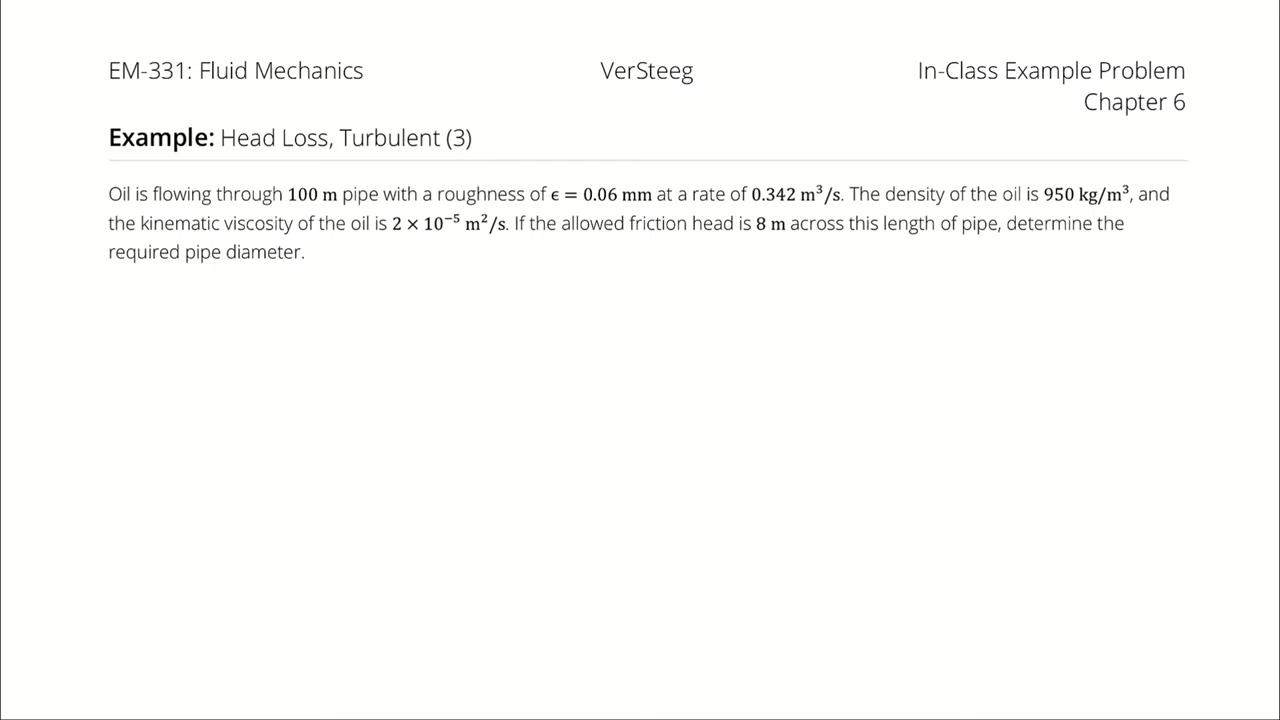 EM-331: Fluid Mechanics VerSteeg In-Class Example Problem
Chapter 6
Example: Head Loss, Turbulent (3)
Oil is flowing through 100 m pipe with a roughness of ϵ = 0.06 mm at a rate of 0.342 m³/s. The density of the oil is 950 kg/m³, and
the kinematic viscosity of the oil is 2 × 10⁻⁵ m²/s. If the allowed friction head is 8 m across this length of pipe, determine the
required pipe diameter.